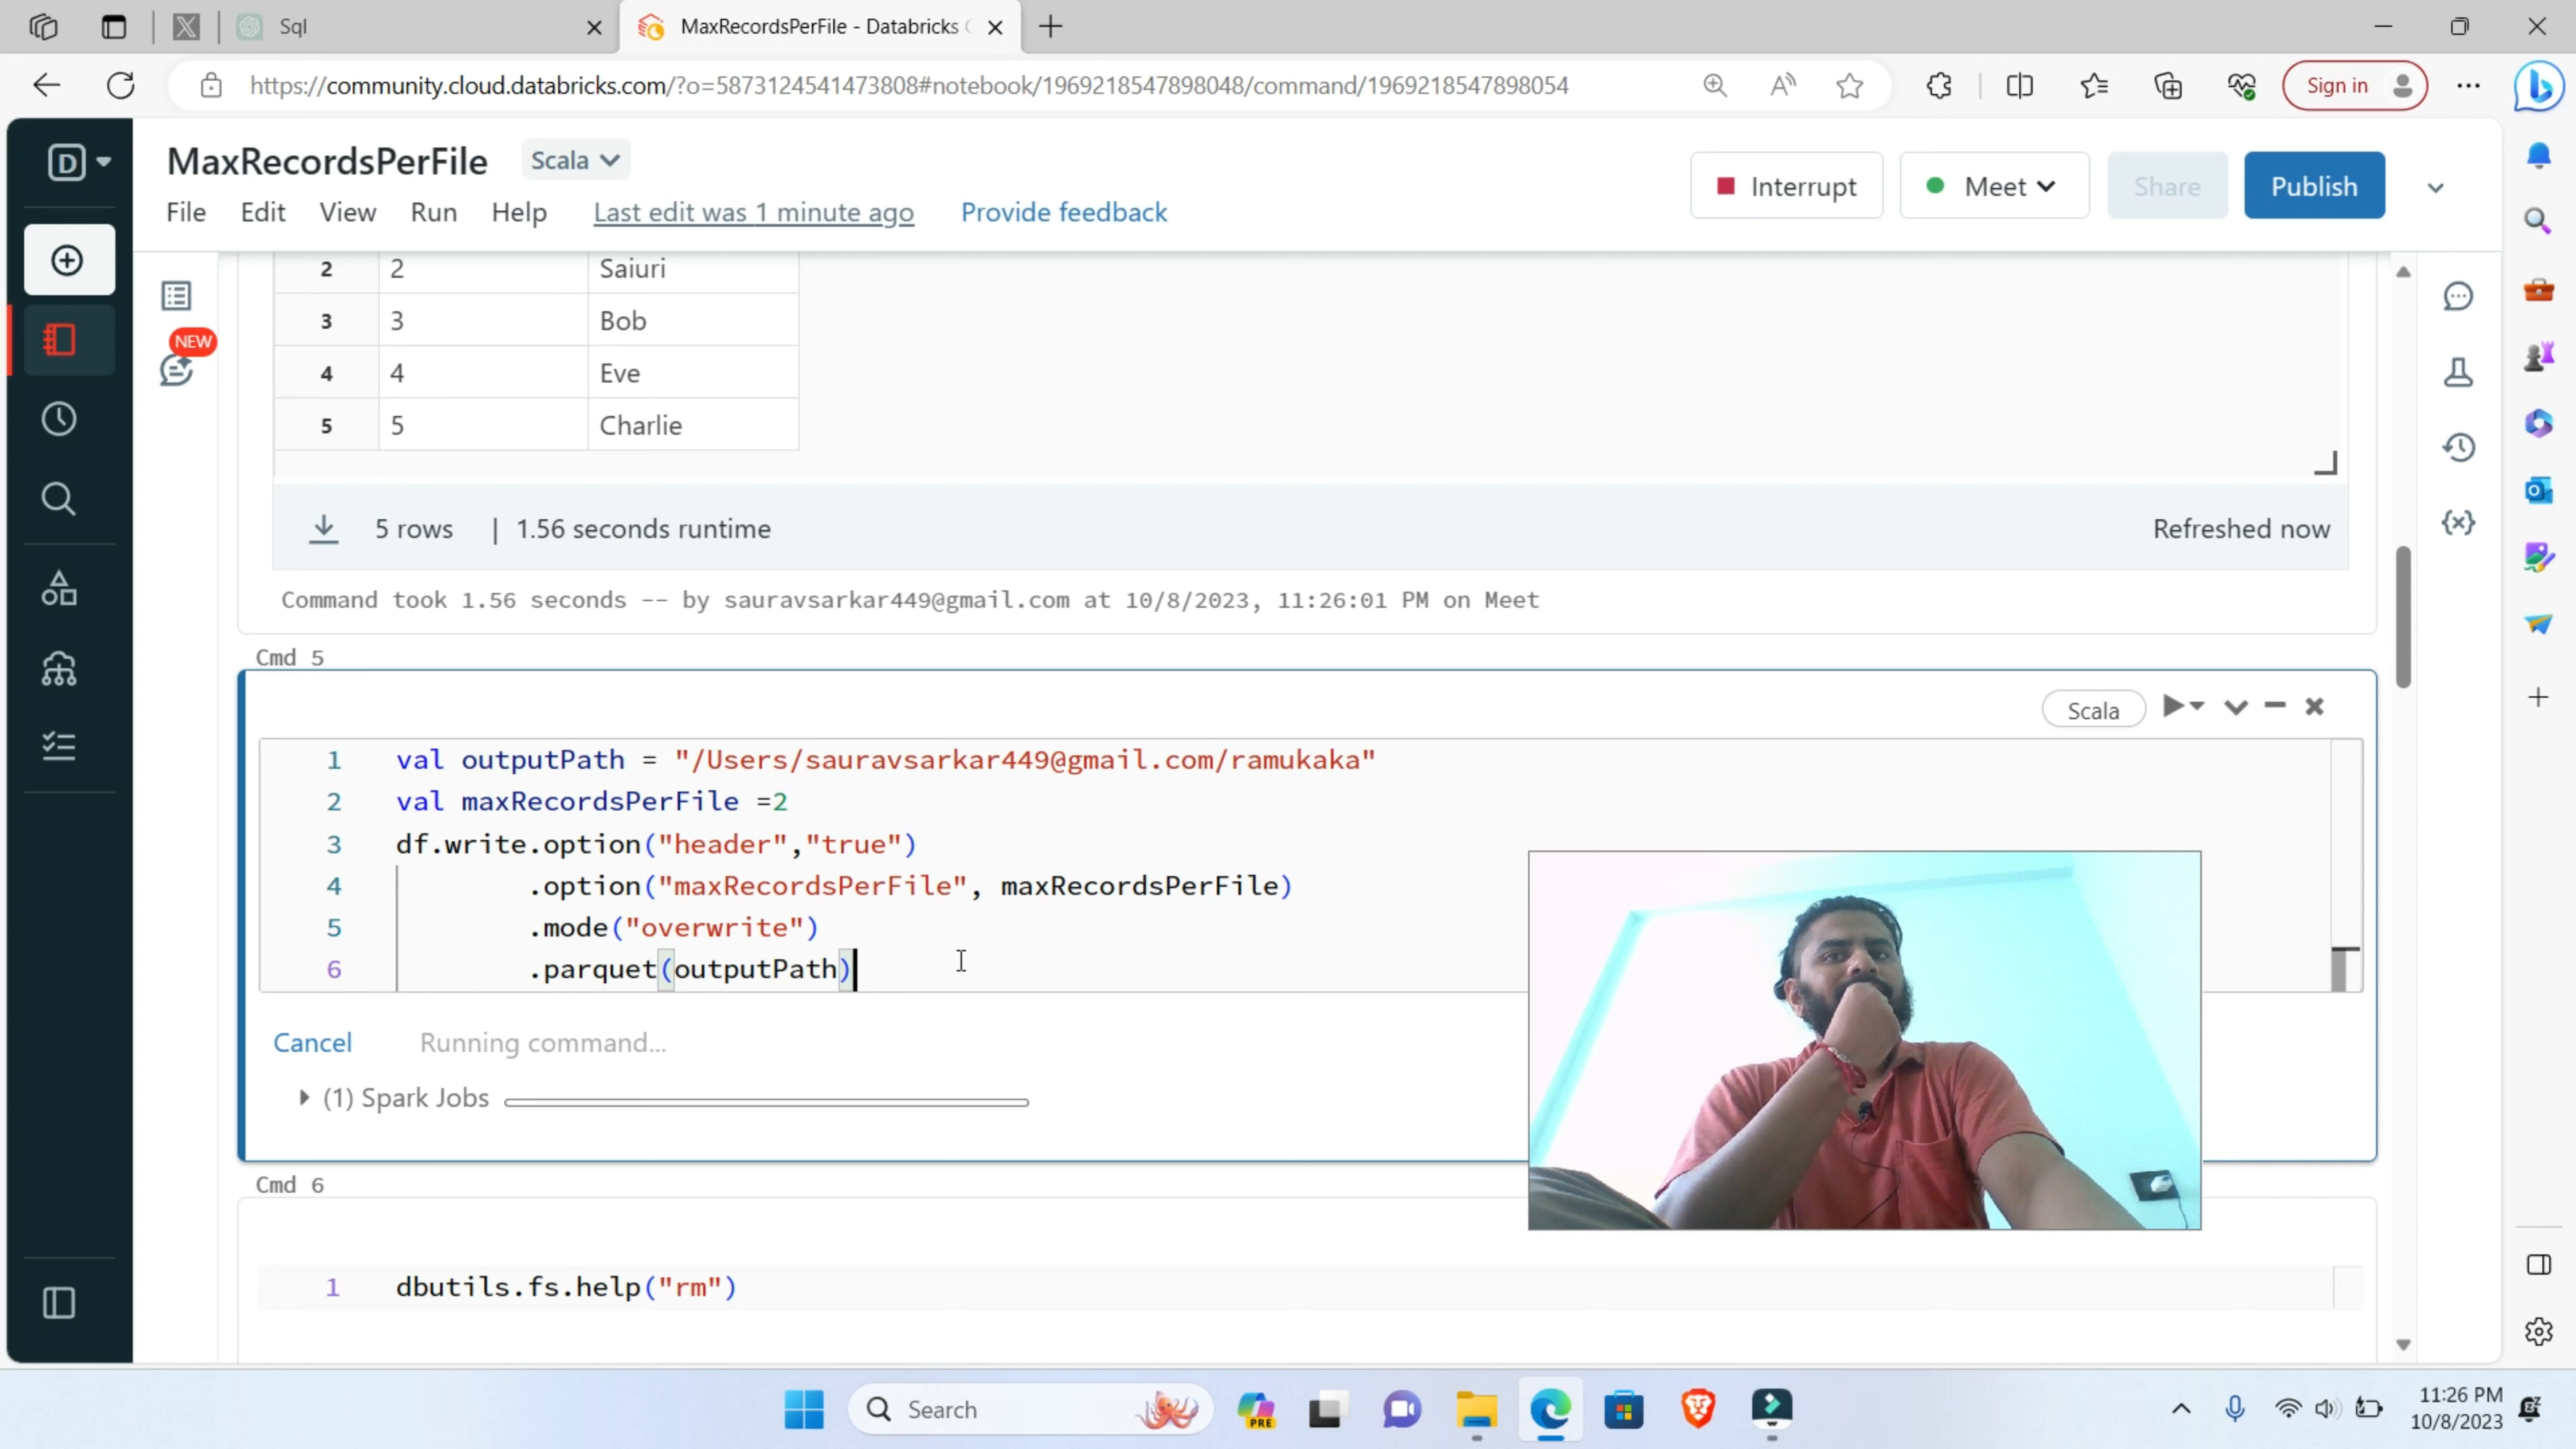 Sql
MaxRecordsPerFile - Databricks C
https://community.cloud.databricks.com/?o=5873124541473808#notebook/1969218547898048/command/1969218547898054
Sign in
MaxRecordsPerFile
Scala
Interrupt
Meet
Share
Publish
File Edit View Run Help Last edit was 1 minute ago Provide feedback
NEW
2 2 Saiuri
3 3 Bob
4 4 Eve
5 5 Charlie
5 rows | 1.56 seconds runtime
Refreshed now
Command took 1.56 seconds -- by sauravsarkar449@gmail.com at 10/8/2023, 11:26:01 PM on Meet
Cmd 5
Scala
1 val outputPath = "/Users/sauravsarkar449@gmail.com/ramukaka"
2 val maxRecordsPerFile =2
3 df.write.option("header","true")
4 .option("maxRecordsPerFile", maxRecordsPerFile)
5 .mode("overwrite")
6 .parquet(outputPath)
Cancel Running command...
(1) Spark Jobs
Cmd 6
1 dbutils.fs.help("rm")
Search
PRE
11:26 PM
10/8/2023